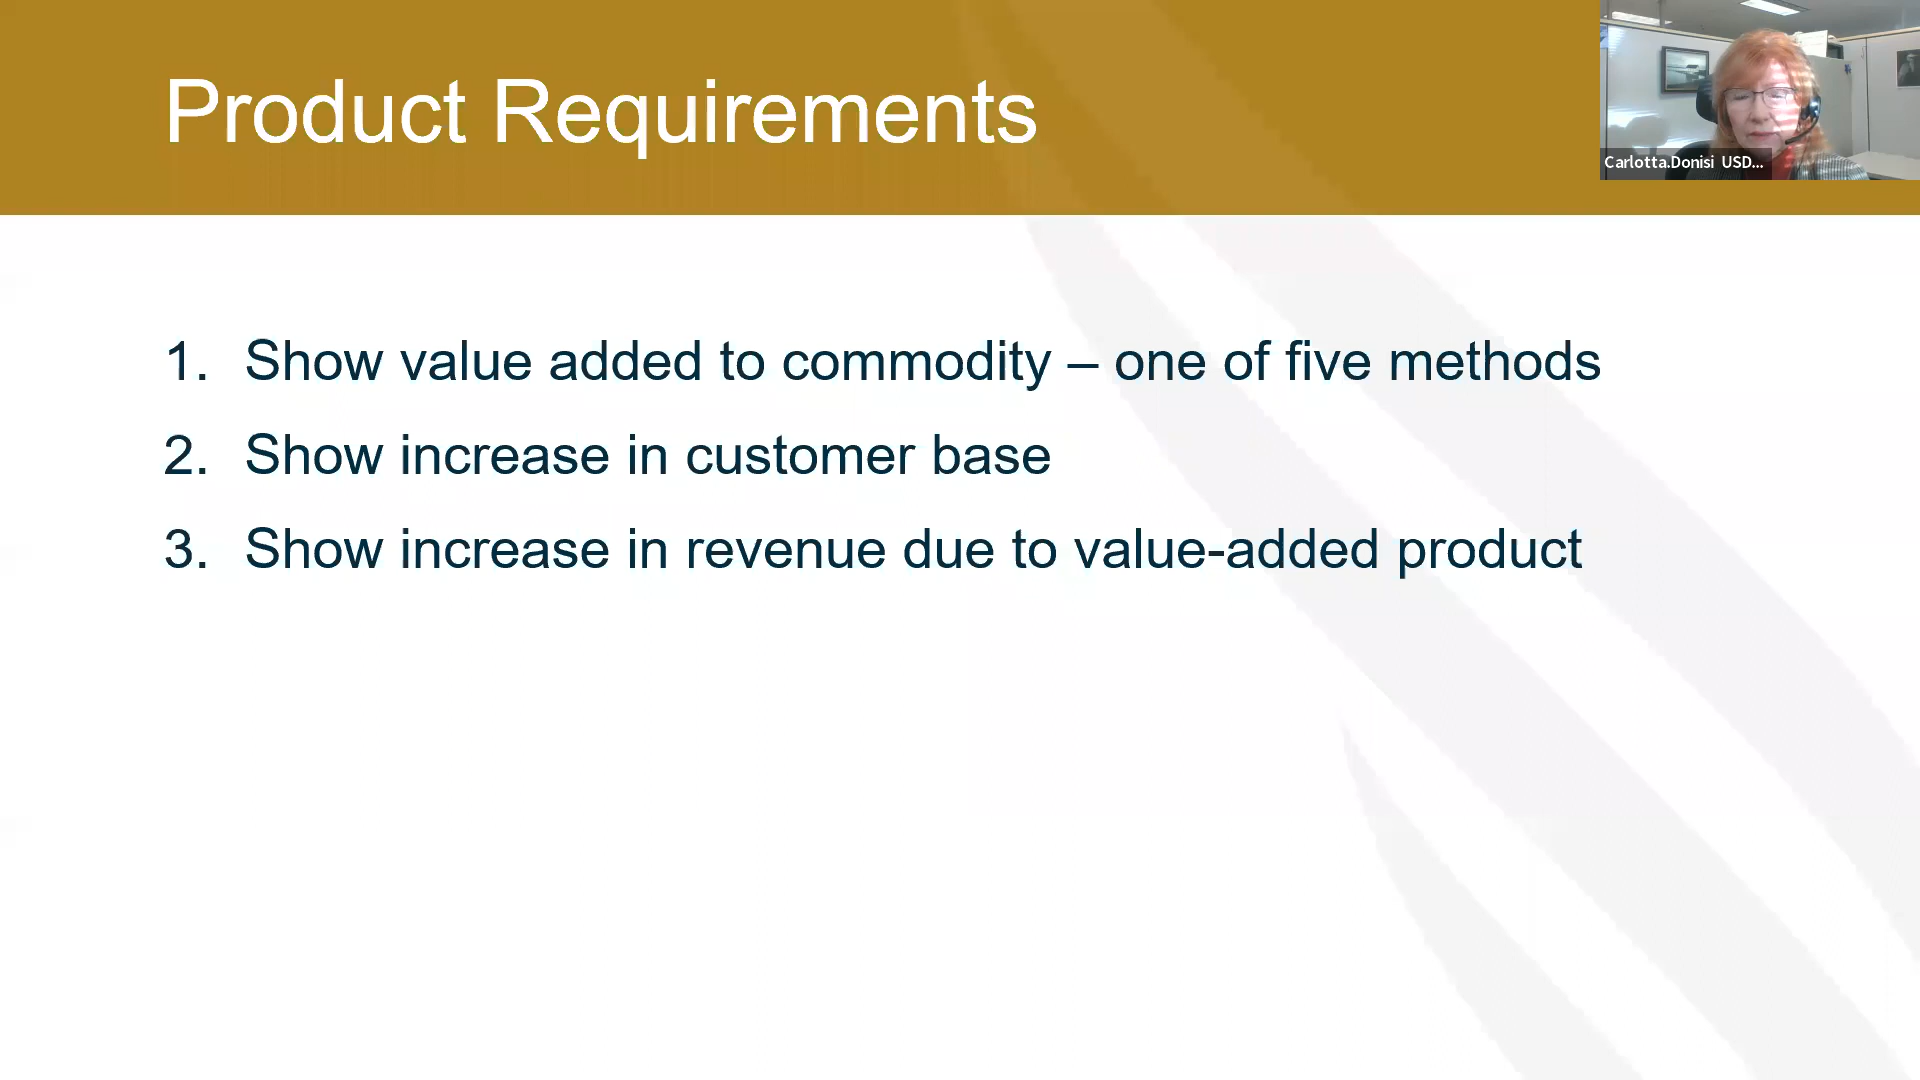 Product Requirements
Carlotta.Donisi USD...
1. Show value added to commodity – one of five methods
2. Show increase in customer base
3. Show increase in revenue due to value-added product